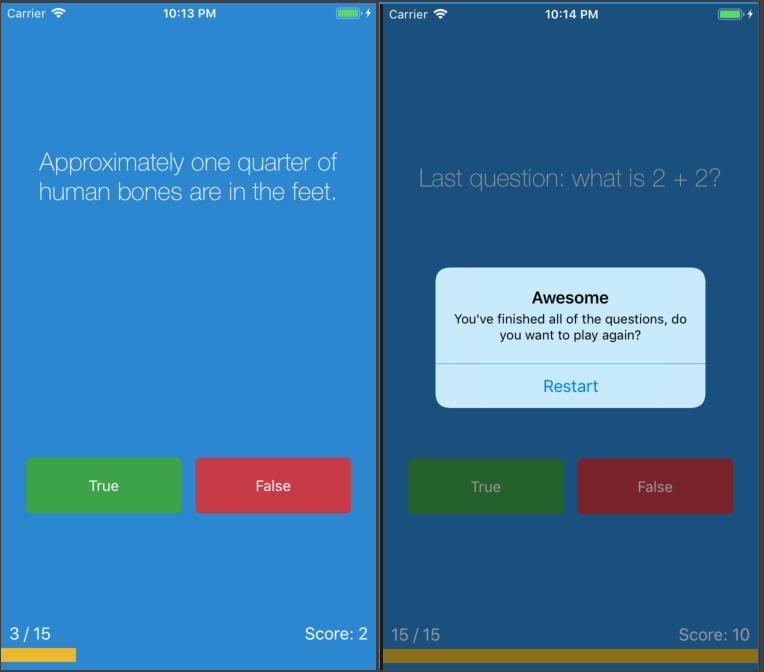 Carrier 10:13 PM
Approximately one quarter of
human bones are in the feet.
True False
3 / 15 Score: 2
Carrier 10:14 PM
Last question: what is 2 + 2?
Awesome
You've finished all of the questions, do
you want to play again?
Restart
True False
15 / 15 Score: 10